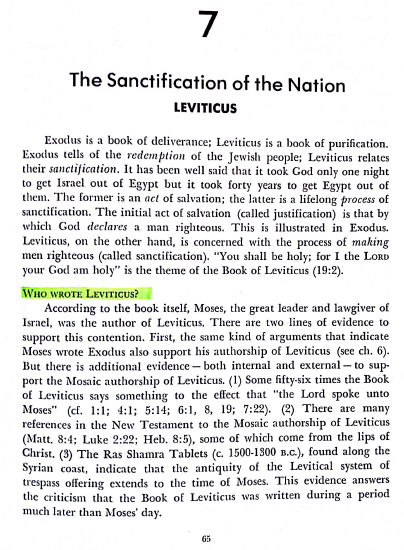 7
The Sanctification of the Nation
LEVITICUS
Exodus is a book of deliverance; Leviticus is a book of purification.
Exodus tells of the redemption of the Jewish people; Leviticus relates
their sanctification. It has been well said that it took God only one night
to get Israel out of Egypt but it took forty years to get Egypt out of
them. The former is an act of salvation; the latter is a lifelong process of
sanctification. The initial act of salvation (called justification) is that by
which God declares a man righteous. This is illustrated in Exodus.
Leviticus, on the other hand, is concerned with the process of making
men righteous (called sanctification). "You shall be holy; for I the LORD
your God am holy" is the theme of the Book of Leviticus (19:2).
WHO WROTE LEVITICUS?
According to the book itself, Moses, the great leader and lawgiver of
Israel, was the author of Leviticus. There are two lines of evidence to
support this contention. First, the same kind of arguments that indicate
Moses wrote Exodus also support his authorship of Leviticus (see ch. 6).
But there is additional evidence — both internal and external — to sup-
port the Mosaic authorship of Leviticus. (1) Some fifty-six times the Book
of Leviticus says something to the effect that "the Lord spoke unto
Moses" (cf. 1:1; 4:1; 5:14; 6:1, 8, 19; 7:22). (2) There are many
references in the New Testament to the Mosaic authorship of Leviticus
(Matt. 8:4; Luke 2:22; Heb. 8:5), some of which come from the lips of
Christ. (3) The Ras Shamra Tablets (c. 1500-1300 B.C.), found along the
Syrian coast, indicate that the antiquity of the Levitical system of
trespass offering extends to the time of Moses. This evidence answers
the criticism that the Book of Leviticus was written during a period
much later than Moses' day.
65